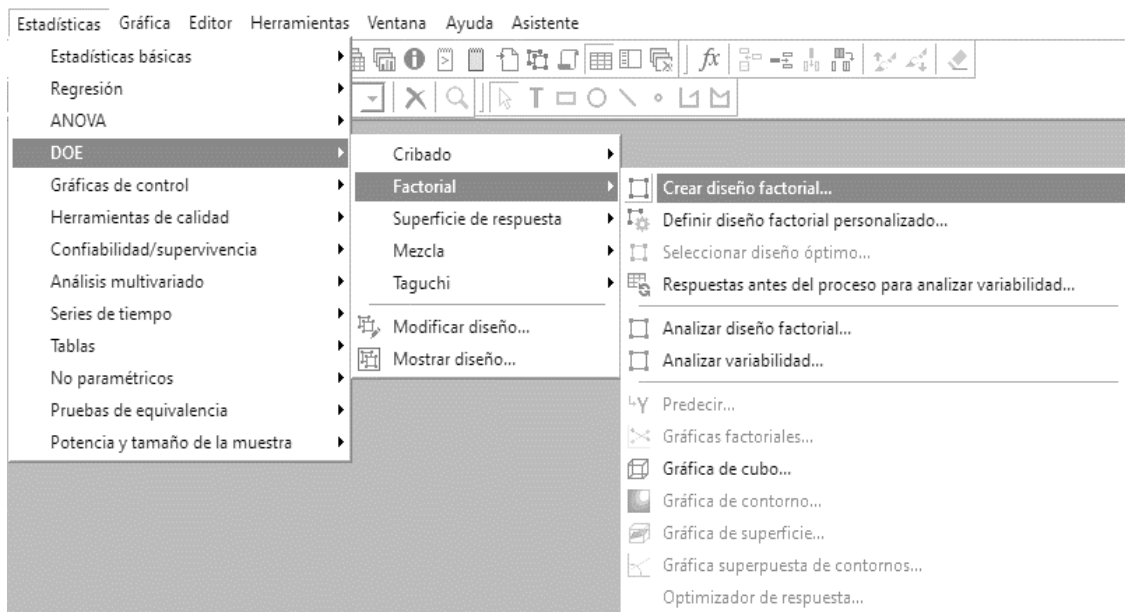 Estadísticas Gráfica Editor Herramientas Ventana Ayuda Asistente
Estadísticas básicas
Regresión
ANOVA
DOE
Gráficas de control
Herramientas de calidad
Confiabilidad/supervivencia
Análisis multivariado
Series de tiempo
Tablas
No paramétricos
Pruebas de equivalencia
Potencia y tamaño de la muestra
Cribado
Factorial
Superficie de respuesta
Mezcla
Taguchi
Modificar diseño...
Mostrar diseño...
Crear diseño factorial...
Definir diseño factorial personalizado...
Seleccionar diseño óptimo...
Respuestas antes del proceso para analizar variabilidad...
Analizar diseño factorial...
Analizar variabilidad...
Predecir...
Gráficas factoriales...
Gráfica de cubo...
Gráfica de contorno...
Gráfica de superficie...
Gráfica superpuesta de contornos...
Optimizador de respuesta...